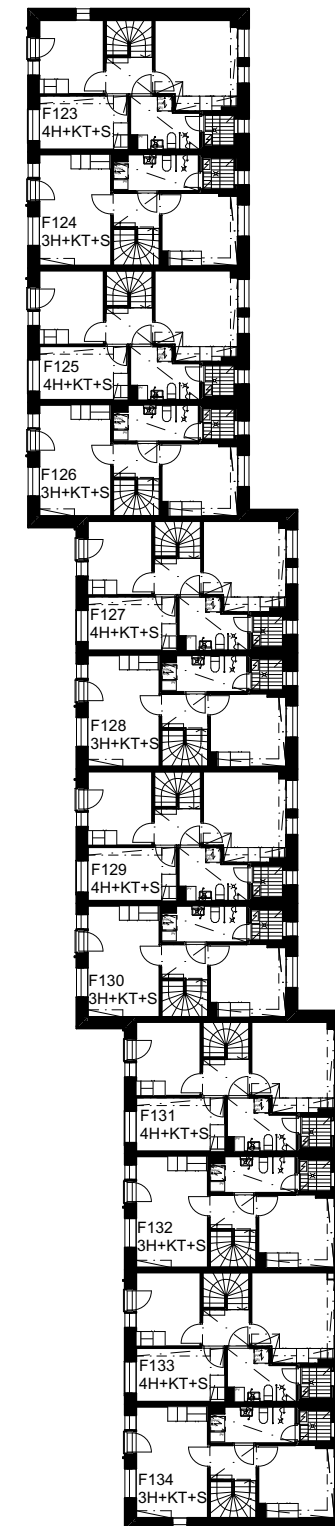 F123
4H+KT+S
F124
3H+KT+S
F125
4H+KT+S
F126
3H+KT+S
F127
4H+KT+S
F128
3H+KT+S
F129
4H+KT+S
F130
3H+KT+S
F131
4H+KT+S
F132
3H+KT+S
F133
4H+KT+S
F134
3H+KT+S